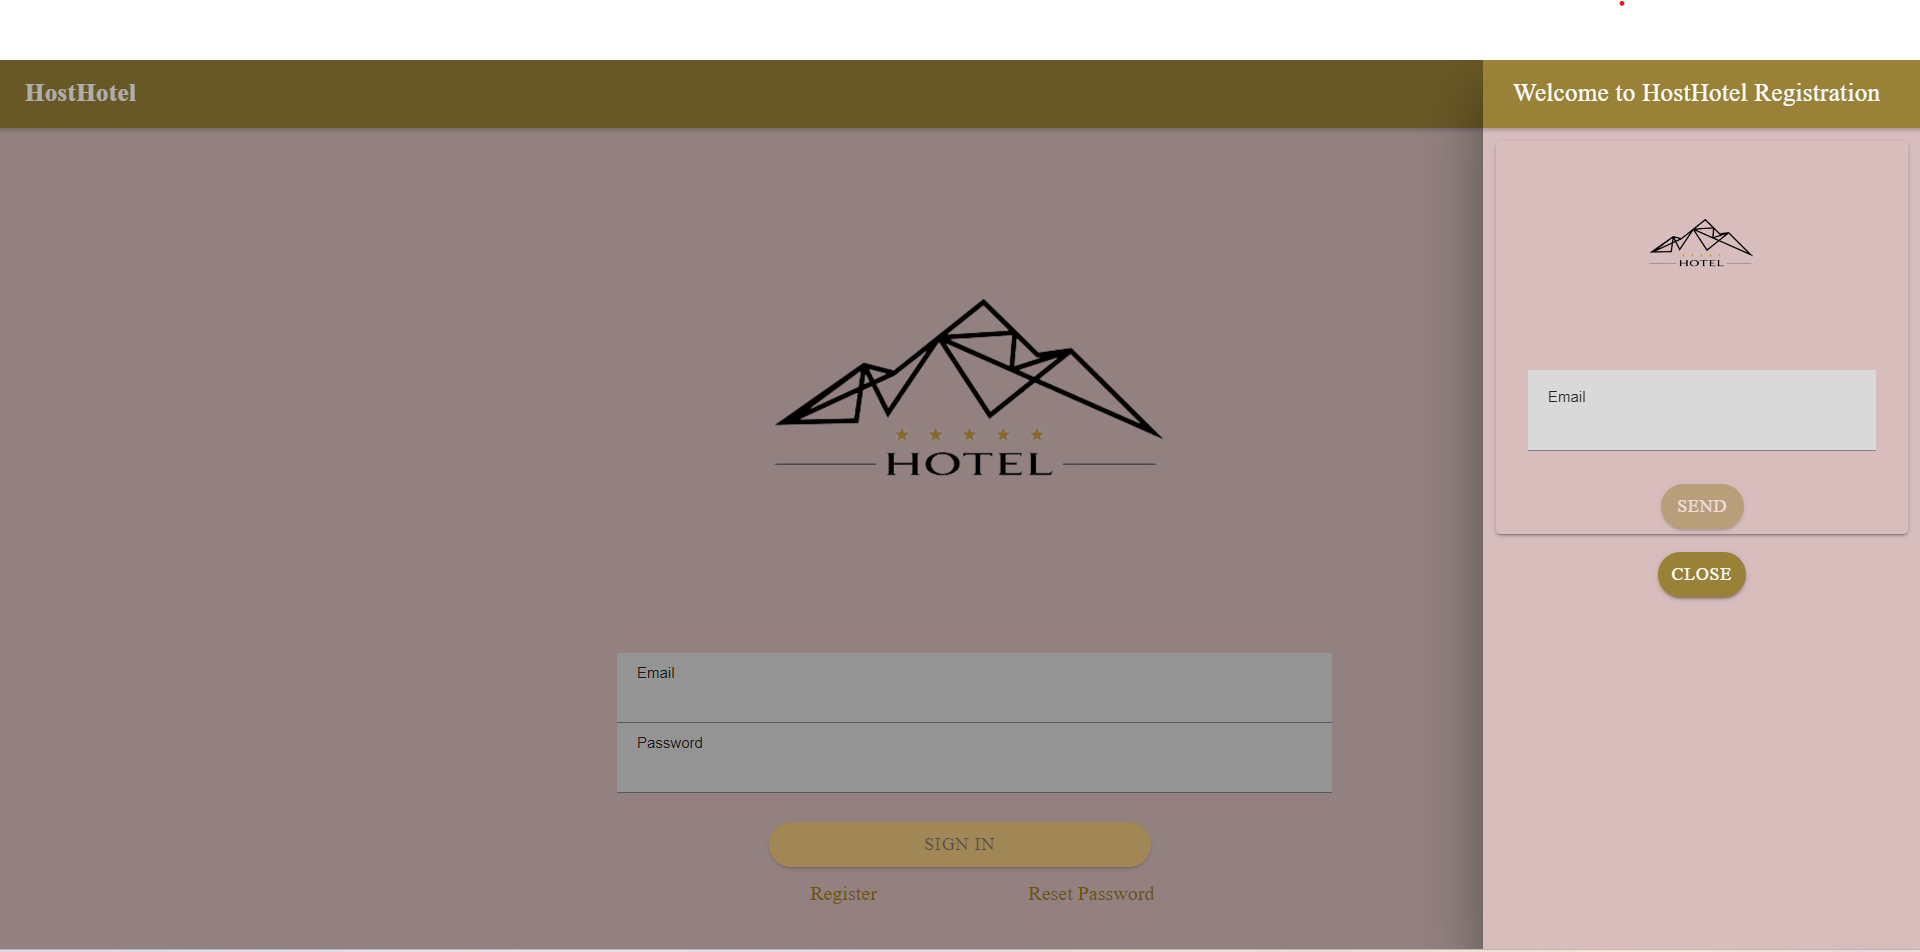 HostHotel
HOTEL
Email
Password
SIGN IN
Register
Reset Password
Welcome to HostHotel Registration
HOTEL
Email
SEND
CLOSE